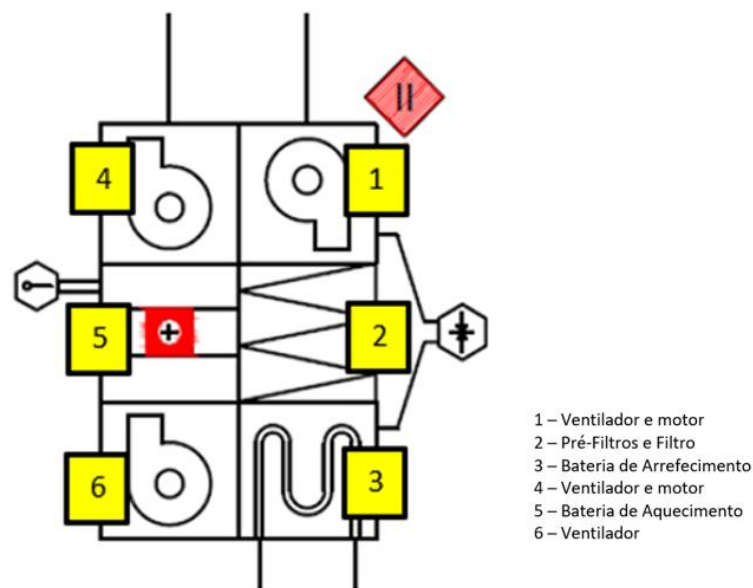 II
4
1
5
+
2
6
3
1 – Ventilador e motor
2 – Pré-Filtros e Filtro
3 – Bateria de Arrefecimento
4 – Ventilador e motor
5 – Bateria de Aquecimento
6 – Ventilador